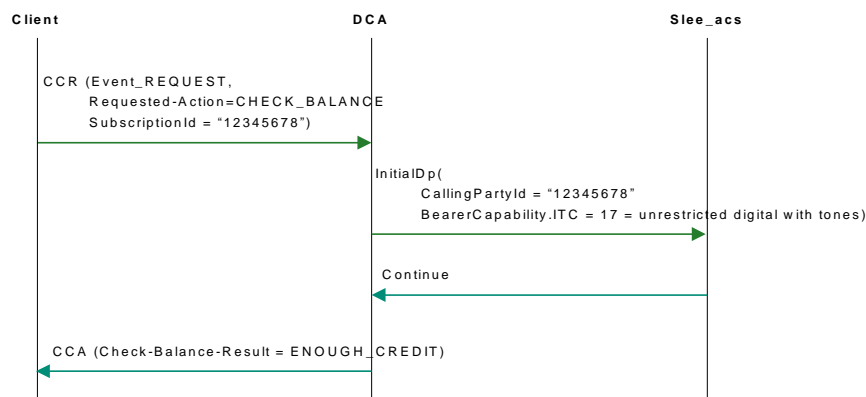 Client DCA Slee_acs
CCR (Event_REQUEST,
Requested-Action=CHECK_BALANCE
SubscriptionId = “12345678”)
InitialDp(
CallingPartyId = “12345678”
BearerCapability.ITC = 17 = unrestricted digital with tones)
Continue
CCA (Check-Balance-Result = ENOUGH_CREDIT)